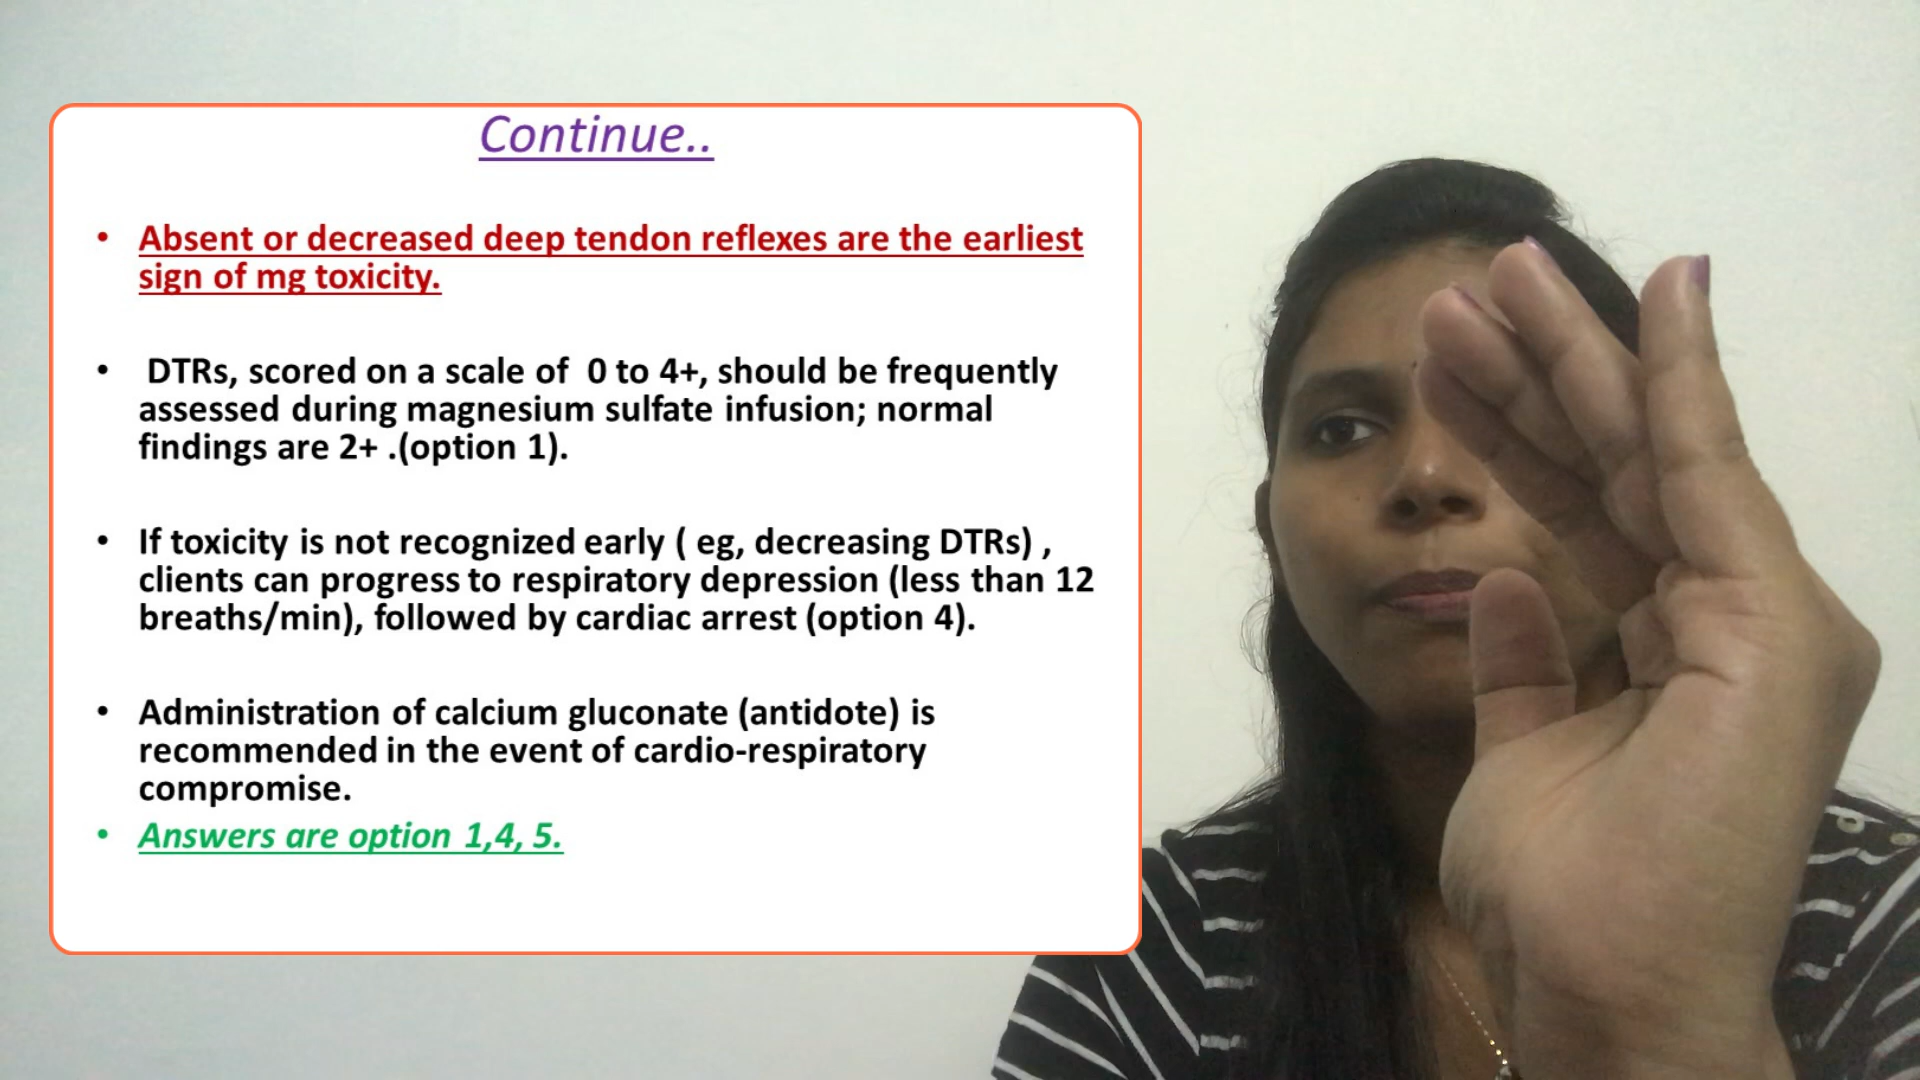 Continue..
• Absent or decreased deep tendon reflexes are the earliest
sign of mg toxicity.
• DTRs, scored on a scale of 0 to 4+, should be frequently
assessed during magnesium sulfate infusion; normal
findings are 2+ .(option 1).
• If toxicity is not recognized early ( eg, decreasing DTRs) ,
clients can progress to respiratory depression (less than 12
breaths/min), followed by cardiac arrest (option 4).
• Administration of calcium gluconate (antidote) is
recommended in the event of cardio-respiratory
compromise.
• Answers are option 1,4, 5.